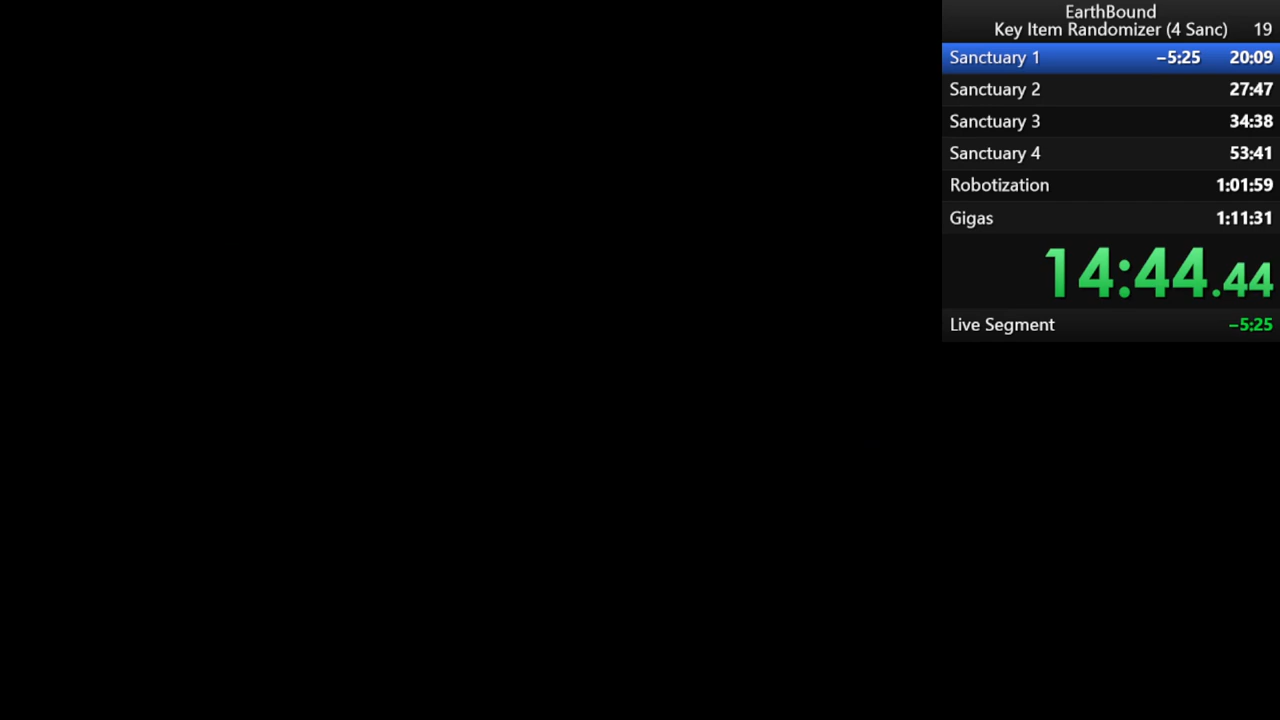 EarthBound
Key Item Randomizer (4 Sanc) 19
Sanctuary 1 −5:25 20:09
Sanctuary 2 27:47
Sanctuary 3 34:38
Sanctuary 4 53:41
Robotization 1:01:59
Gigas 1:11:31
14:44.44
Live Segment −5:25